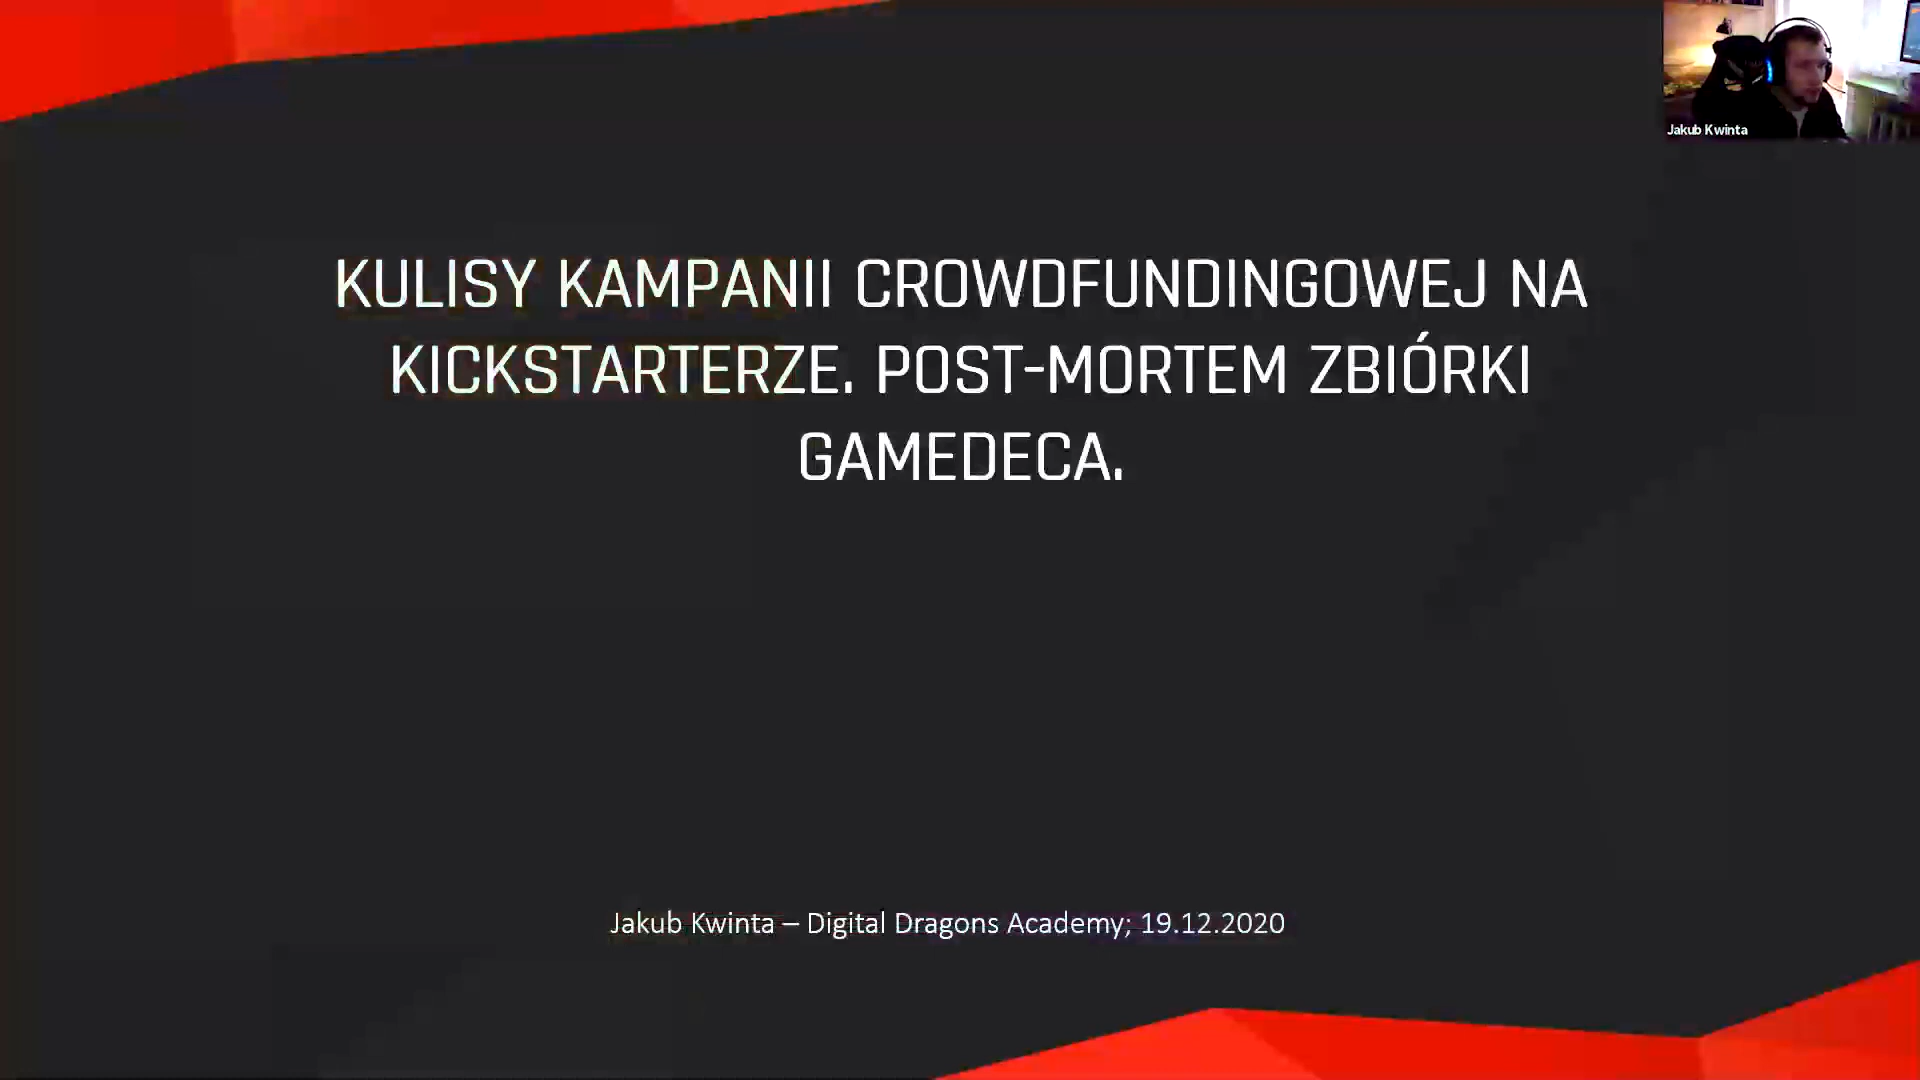 Jakub Kwinta
KULISY KAMPANII CROWDFUNDINGOWEJ NA
KICKSTARTERZE. POST-MORTEM ZBIÓRKI
GAMEDECA.
Jakub Kwinta – Digital Dragons Academy; 19.12.2020